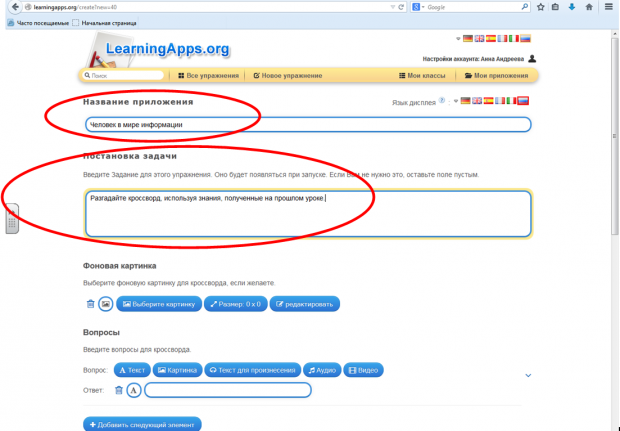 learningapps.org/create?new=40
Google
Часто посещаемые Начальная страница
LearningApps.org
Настройки аккаунта: Анна Андреева
Поиск Все упражнения Новое упражнение Мои классы Мои приложения
Название приложения Язык дисплея ? :
Человек в мире информации
Постановка задачи
Введите Задание для этого упражнения. Оно будет появляться при запуске. Если вам не нужно это, оставьте поле пустым.
Разгадайте кроссворд, используя знания, полученные на прошлом уроке.
Фоновая картинка
Выберите фоновую картинку для кроссворда, если желаете.
Выберите картинку Размер: 0 x 0 редактировать
Вопросы
Введите вопросы для кроссворда.
Вопрос: A Текст Картинка Текст для произнесения Аудио Видео
Ответ: A
+ Добавить следующий элемент